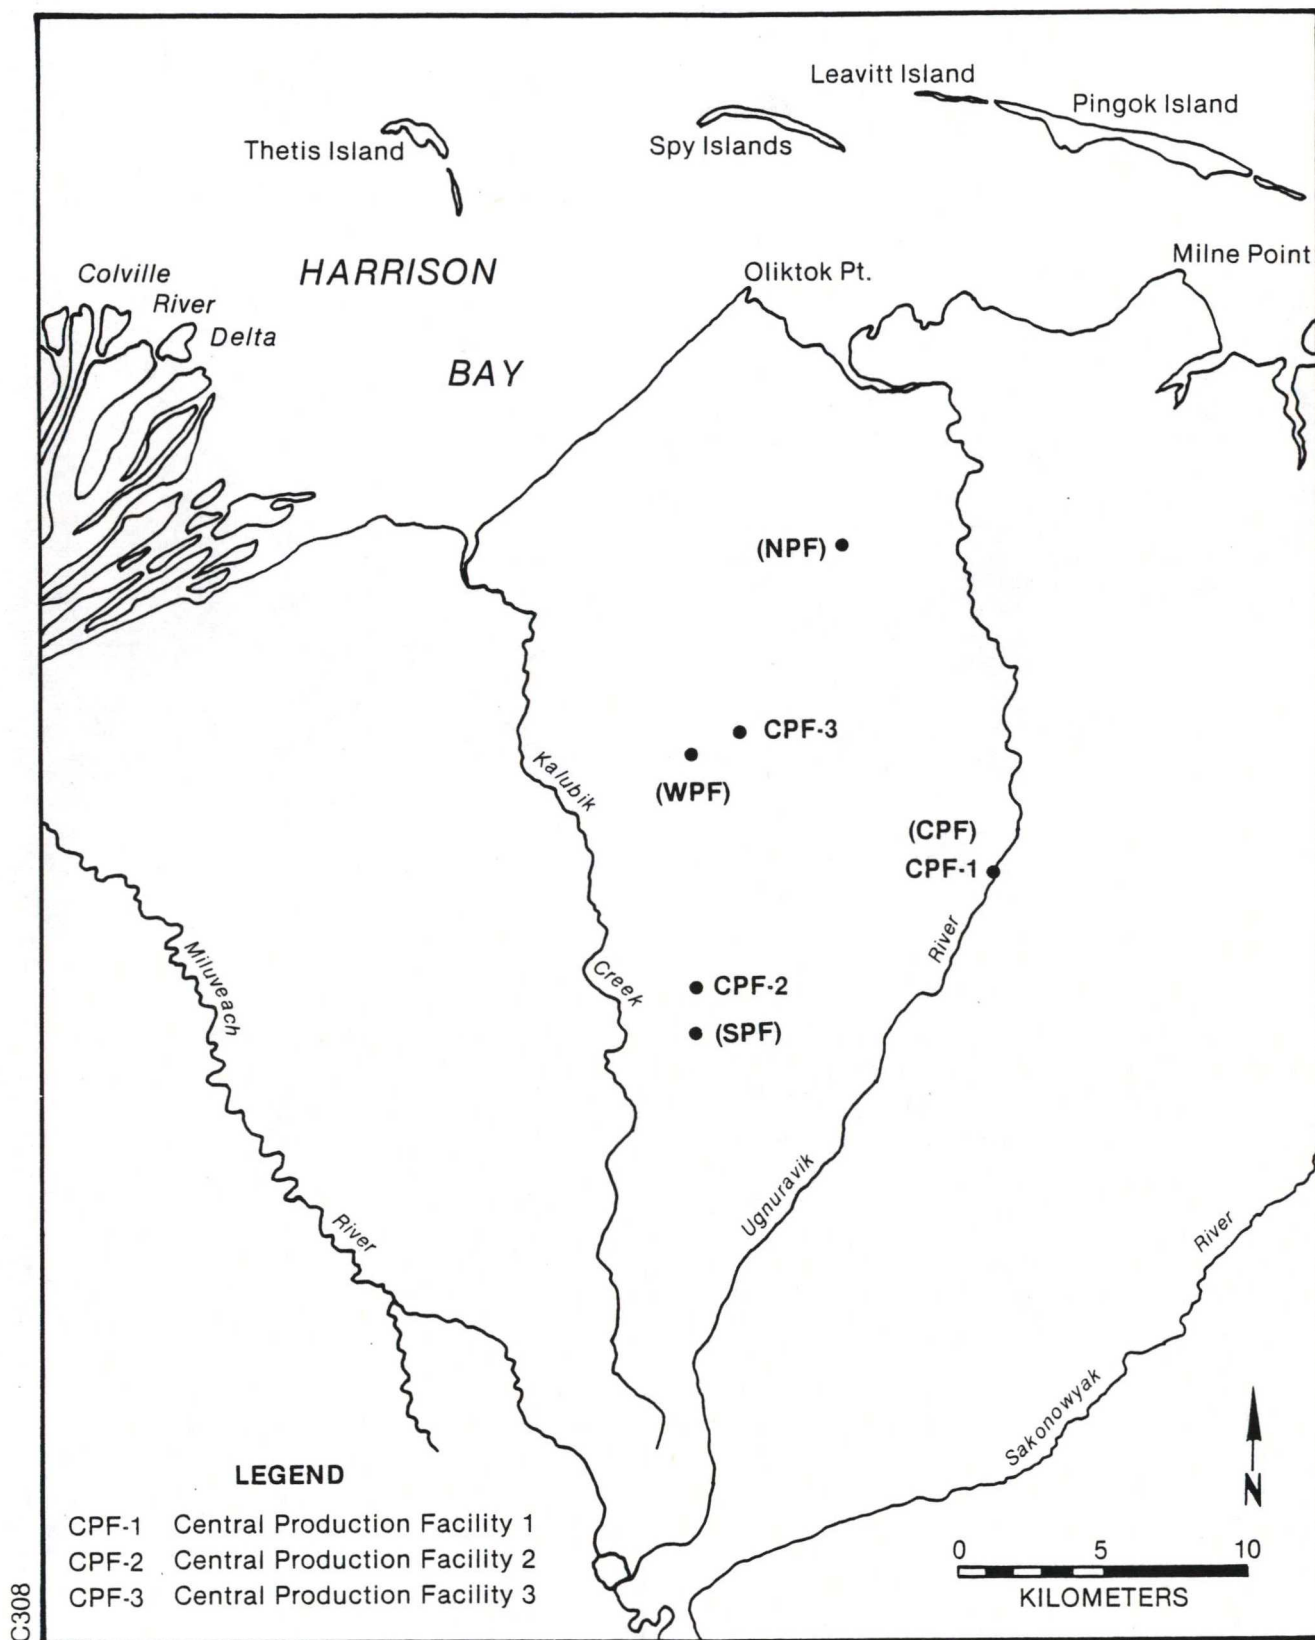 Leavitt Island
Pingok Island
Thetis Island
Spy Islands
Milne Point
Colville
River
Delta
HARRISON
BAY
Oliktok Pt.
(NPF)
CPF-3
(WPF)
Kalubik
Creek
(CPF)
CPF-1
River
Ugnuravik
Miluveach
River
CPF-2
(SPF)
River
Sakonowyak
N
LEGEND
CPF-1 Central Production Facility 1
CPF-2 Central Production Facility 2
CPF-3 Central Production Facility 3
0 5 10
KILOMETERS
C308